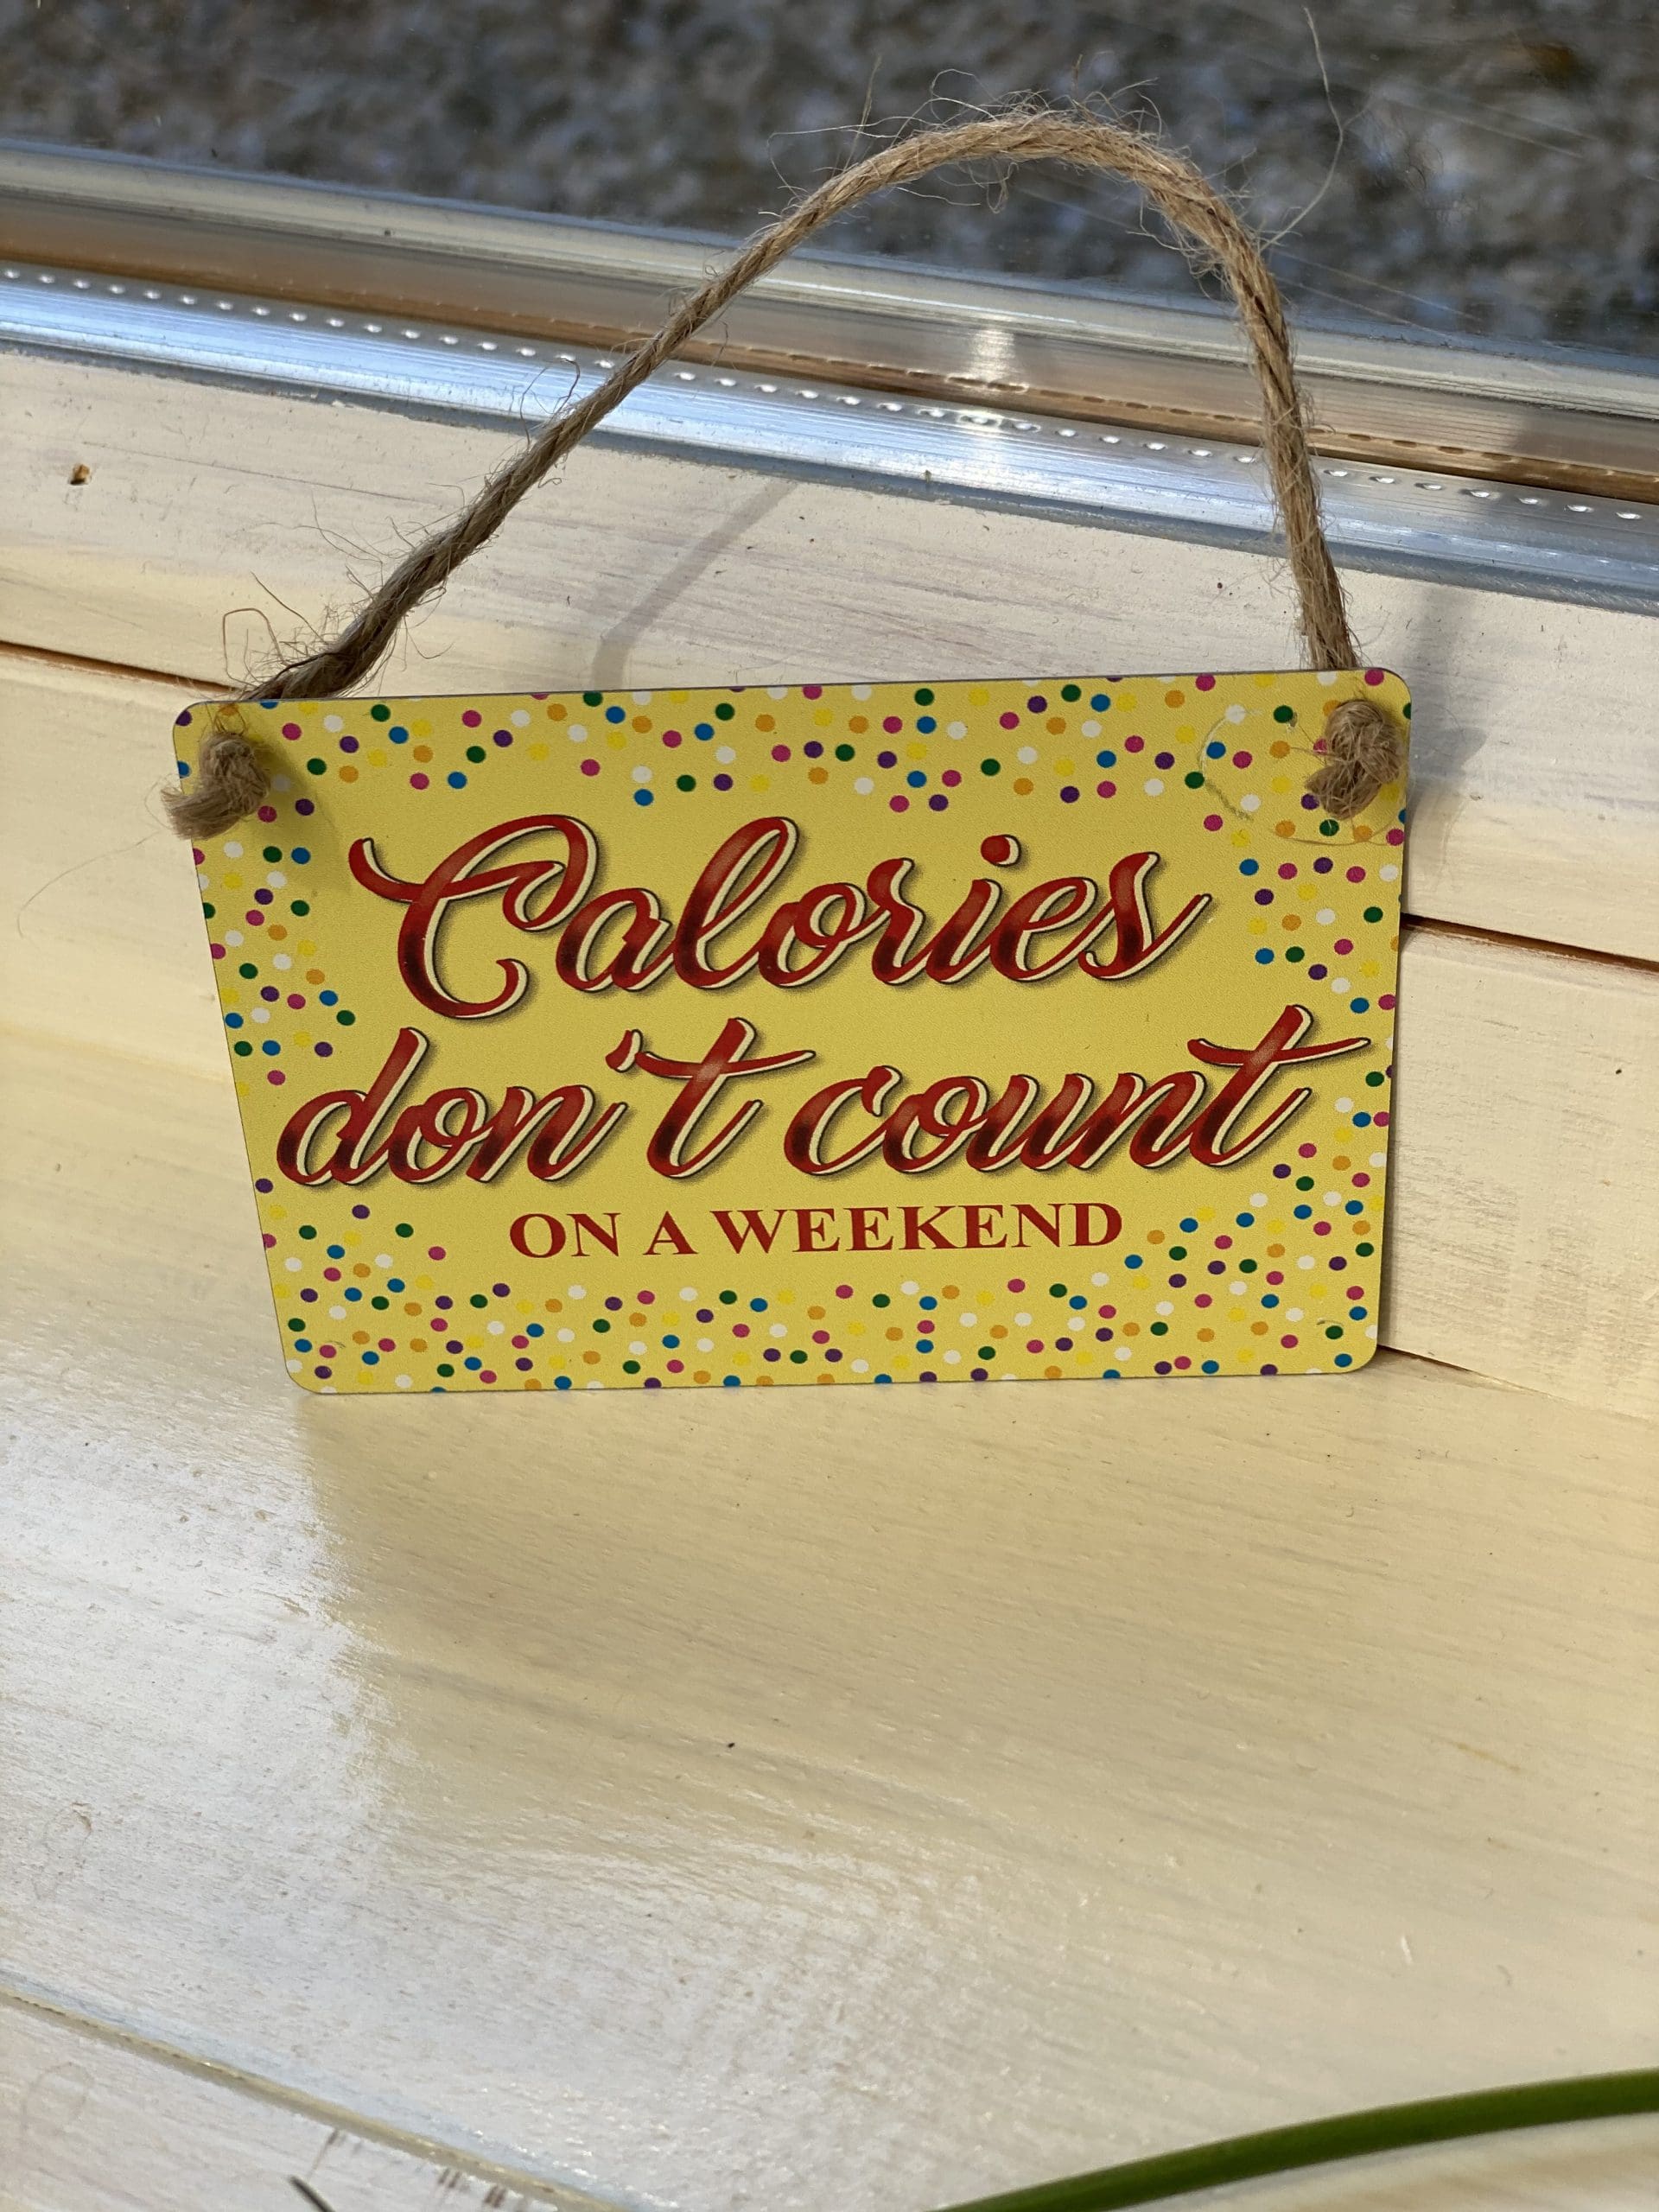 Calories
don't count
ON A WEEKEND